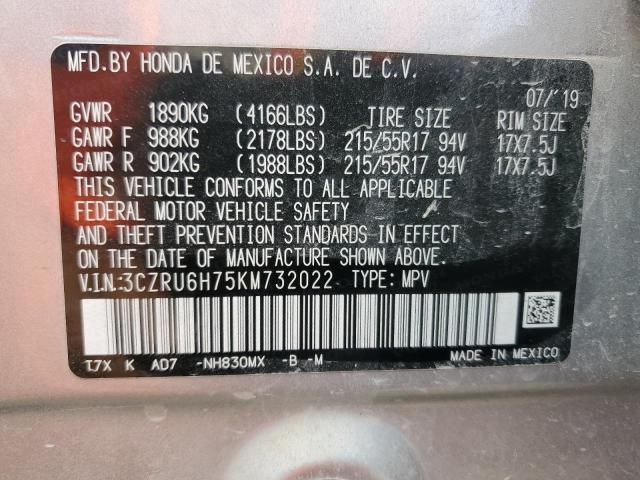 MFD.BY HONDA DE MEXICO S.A. DE C.V.
07/'19
GVWR 1890KG (4166LBS) TIRE SIZE RIM SIZE
GAWR F 988KG (2178LBS) 215/55R17 94V 17X7.5J
GAWR R 902KG (1988LBS) 215/55R17 94V 17X7.5J
THIS VEHICLE CONFORMS TO ALL APPLICABLE
FEDERAL MOTOR VEHICLE SAFETY
AND THEFT PREVENTION STANDARDS IN EFFECT
ON THE DATE OF MANUFACTURE SHOWN ABOVE.
V.I.N.:3CZRU6H75KM732022 TYPE: MPV
T7X K AD7 -NH830MX -B -M MADE IN MEXICO